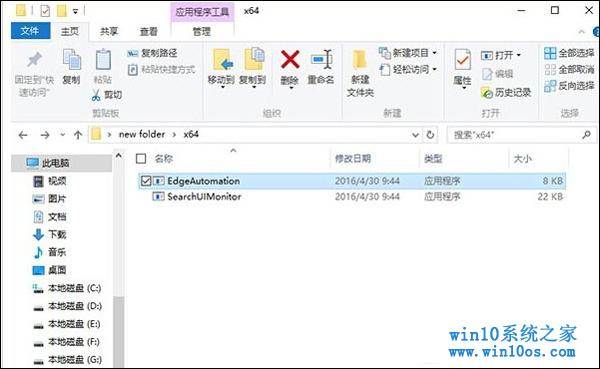 应用程序工具 x64
文件 主页 共享 查看 管理
固定到"快速访问"
复制
粘贴
复制路径
粘贴快捷方式
剪切
移动到 复制到 删除 重命名
新建文件夹
新建项目
轻松访问
属性
打开
编辑
历史记录
全部选择
全部取消
反向选择
剪贴板 组织 新建 打开 选择
new folder › x64 搜索"x64"
名称 修改日期 类型 大小
EdgeAutomation 2016/4/30 9:44 应用程序 8 KB
SearchUIMonitor 2016/4/30 9:44 应用程序 22 KB
此电脑
视频
图片
文档
下载
音乐
桌面
本地磁盘 (C:)
本地磁盘 (D:)
本地磁盘 (E:)
本地磁盘 (F:)
本地磁盘 (G:)
win10系统之家
www.win10os.com